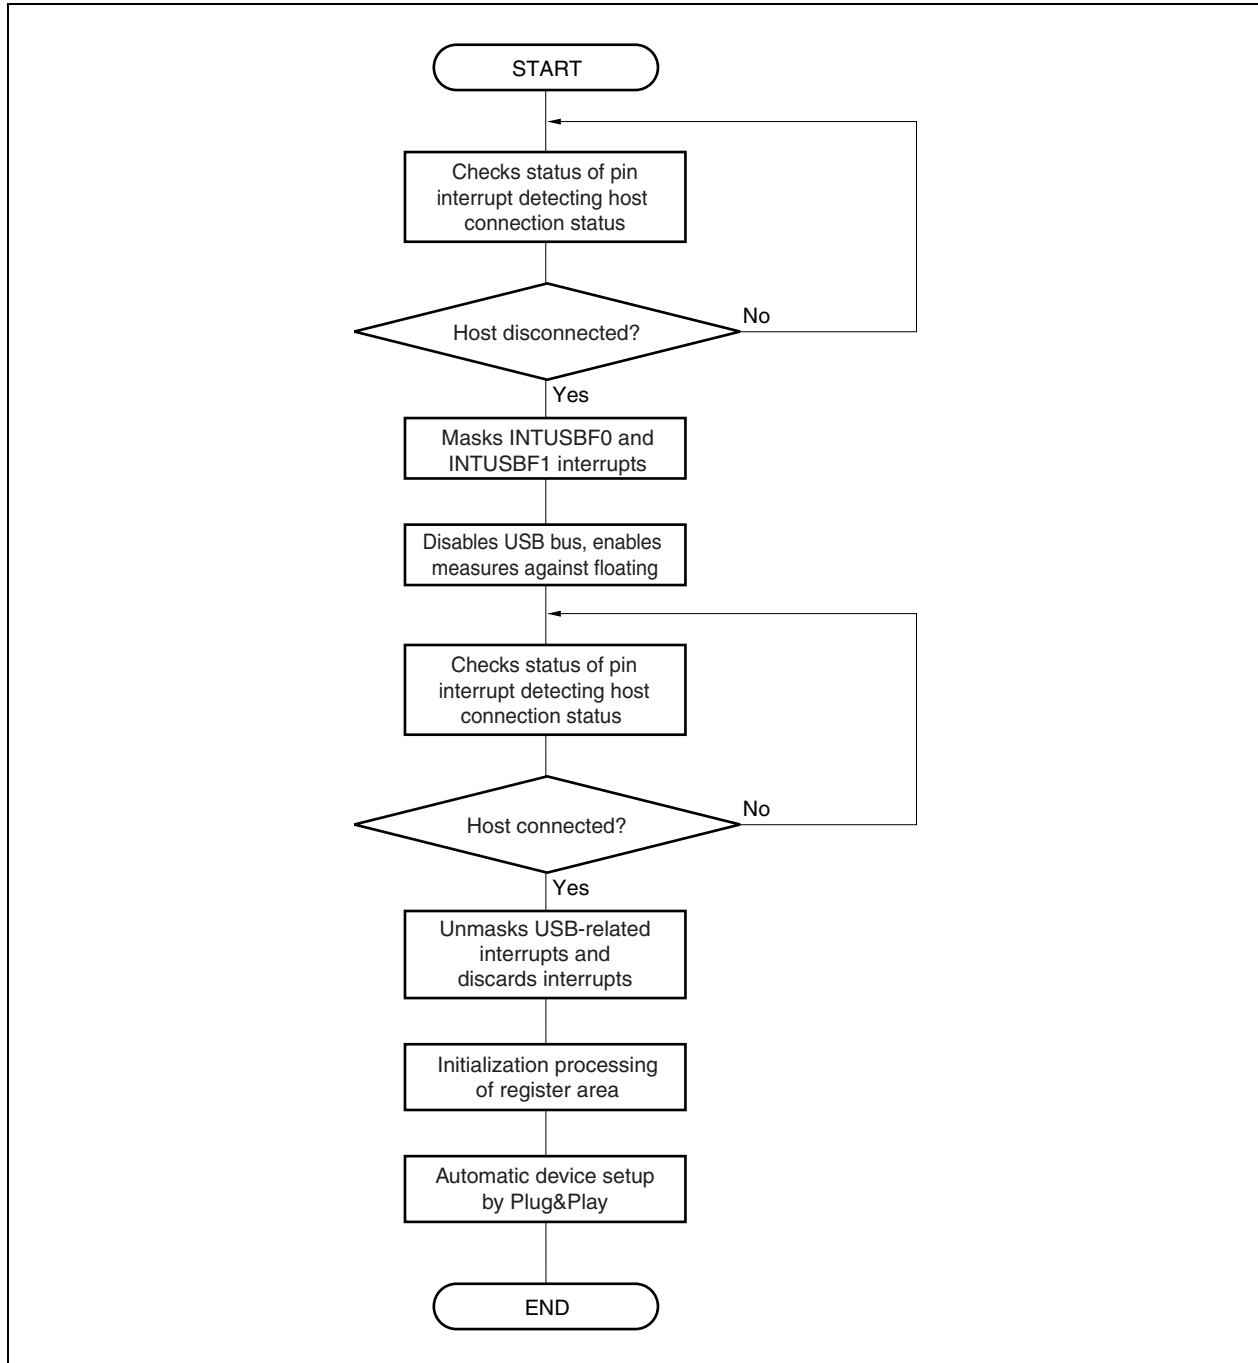 START
Checks status of pin
interrupt detecting host
connection status
Host disconnected?
No
Yes
Masks INTUSBF0 and
INTUSBF1 interrupts
Disables USB bus, enables
measures against floating
Checks status of pin
interrupt detecting host
connection status
Host connected?
No
Yes
Unmasks USB-related
interrupts and
discards interrupts
Initialization processing
of register area
Automatic device setup
by Plug&Play
END